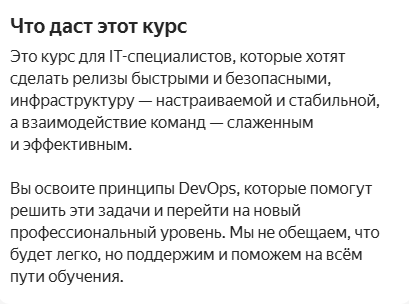 Что даст этот курс
Это курс для IT-специалистов, которые хотят
сделать релизы быстрыми и безопасными,
инфраструктуру — настраиваемой и стабильной,
а взаимодействие команд — слаженным
и эффективным.
Вы освоите принципы DevOps, которые помогут
решить эти задачи и перейти на новый
профессиональный уровень. Мы не обещаем, что
будет легко, но поддержим и поможем на всём
пути обучения.